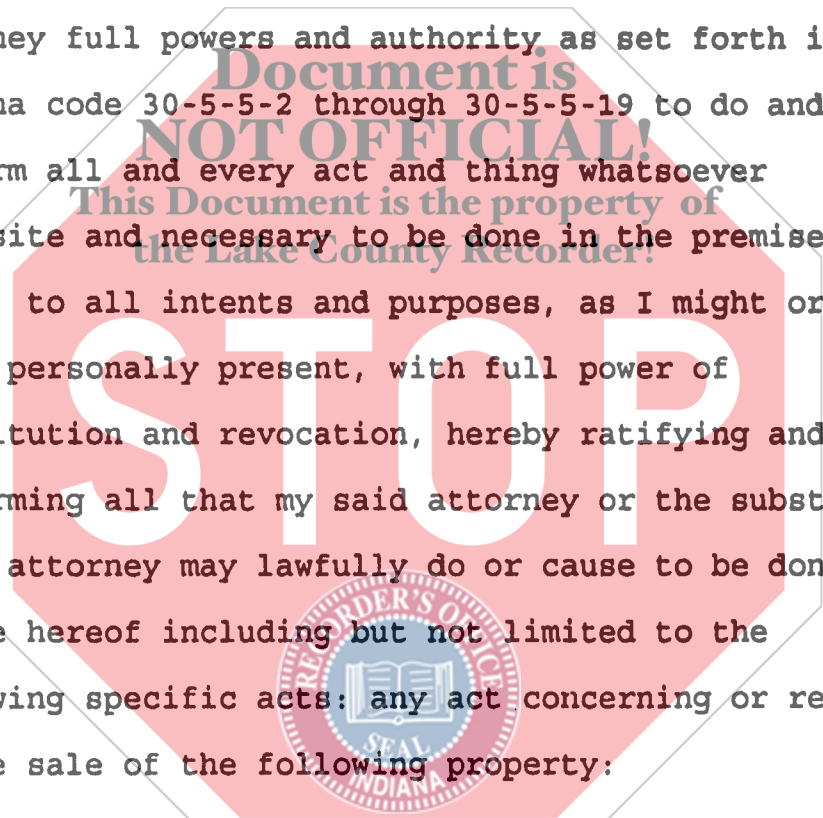 ney full powers and authority as set forth i
Document is
na code 30-5-5-2 through 30-5-5-19 to do and
NOT OFFICIAL!
rm all and every act and thing whatsoever
This Document is the property of
site and necessary to be done in the premise
the Lake County Recorder!
to all intents and purposes, as I might or
personally present, with full power of
STOP
itution and revocation, hereby ratifying and
rming all that my said attorney or the subst
attorney may lawfully do or cause to be don
e hereof including but not limited to the
wing specific acts: any act concerning or re
e sale of the following property:
RECORDER'S OFFICE
SEAL
INDIANA